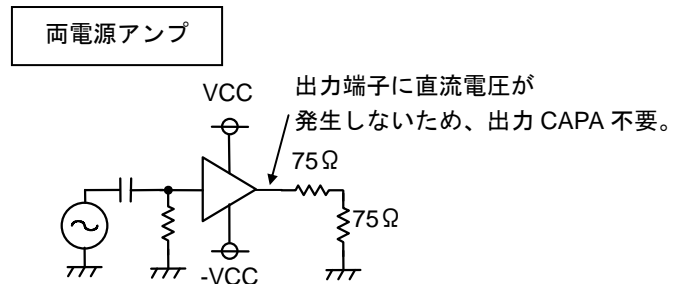 両電源アンプ
出力端子に直流電圧が
発生しないため、出力 CAPA 不要。
VCC
75Ω
75Ω
-VCC